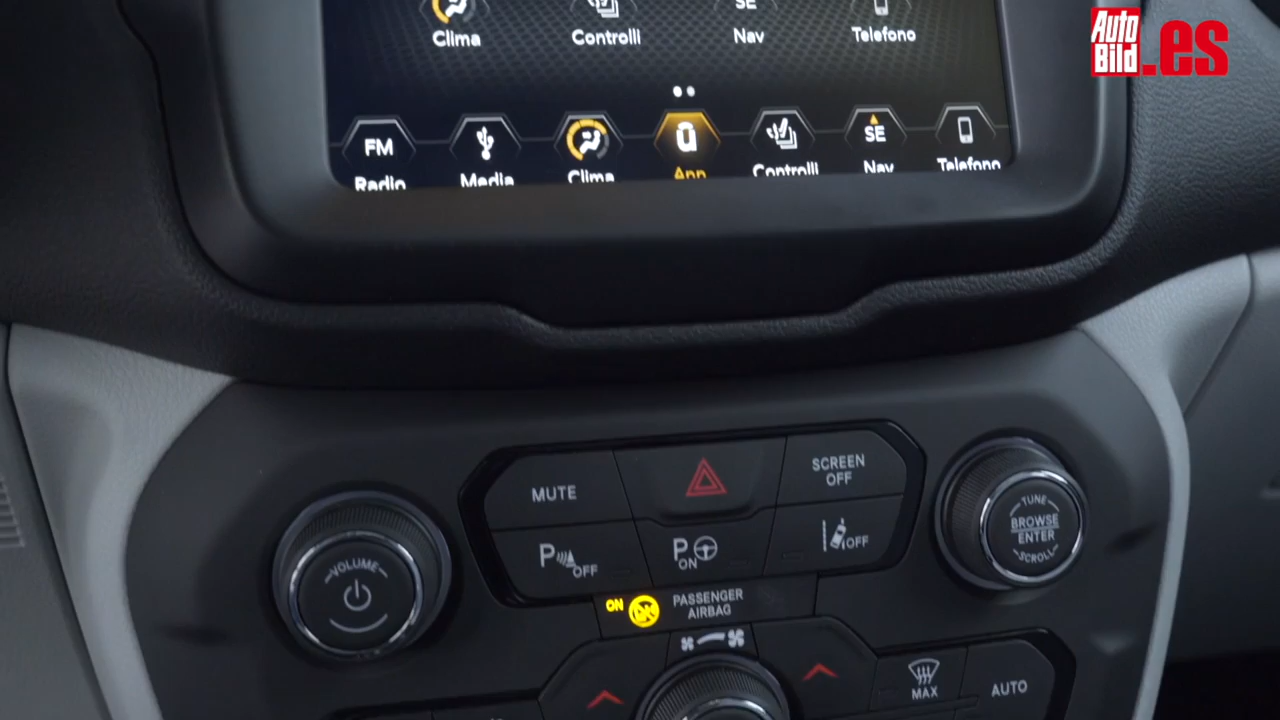 Auto
Bild.es
SE
Clima
Controlli
Nav
Telefono
FM
SE
Radio
Media
Clima
App
Controlli
Nav
Telefono
MUTE
SCREEN
OFF
P OFF
P ON
OFF
VOLUME
TUNE
BROWSE
ENTER
SCROLL
ON
PASSENGER
AIRBAG
MAX
AUTO